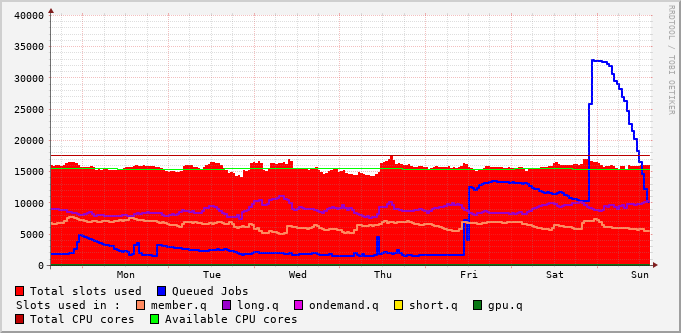 RRDTOOL / TOBI OETIKER
40000
35000
30000
25000
20000
15000
10000
5000
0
Mon Tue Wed Thu Fri Sat Sun
Total slots used Queued Jobs
Slots used in : member.q long.q ondemand.q short.q gpu.q
Total CPU cores Available CPU cores